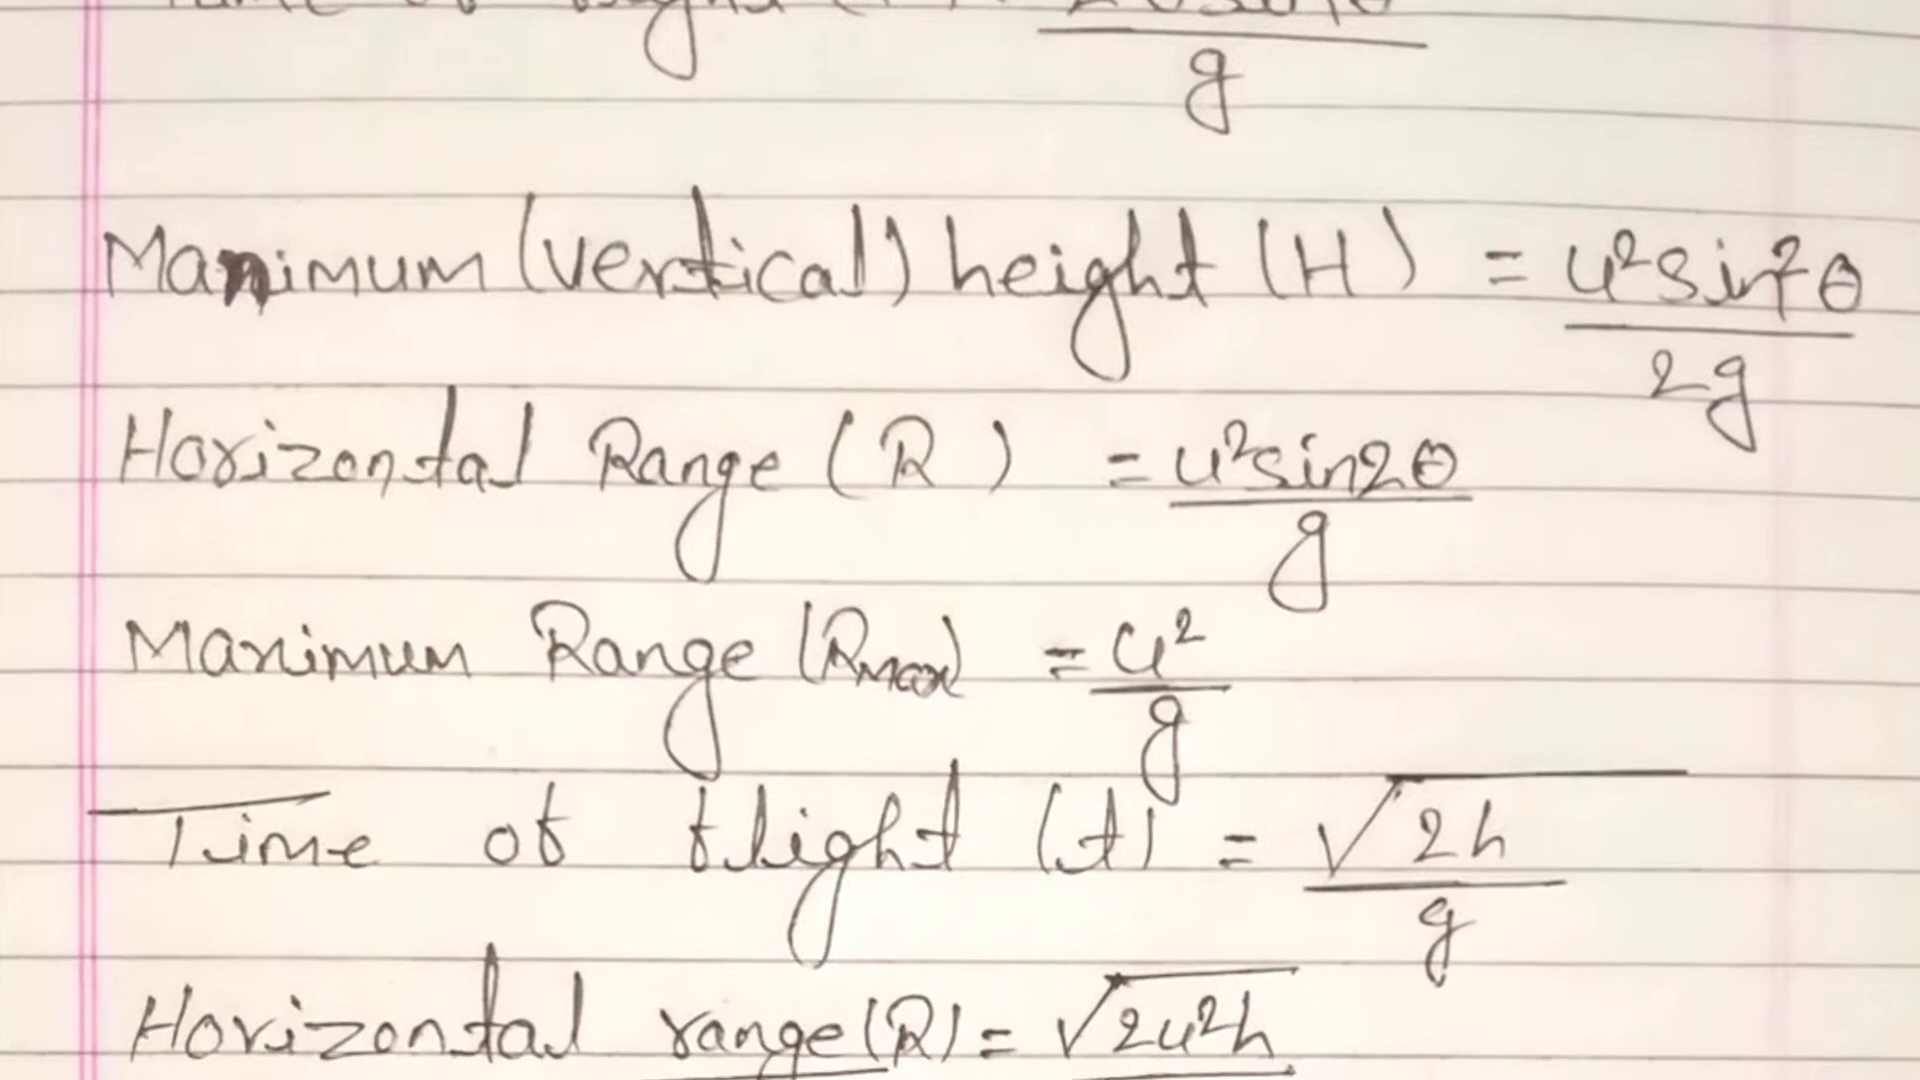 g
Maximum (vertical) height (H) = u²sin²θ
2g
Horizontal Range (R) = u²sin2θ
g
Maximum Range (Rmax) = u²
g
Time of flight (t) = √2h
g
Horizontal range (R) = √2u²h